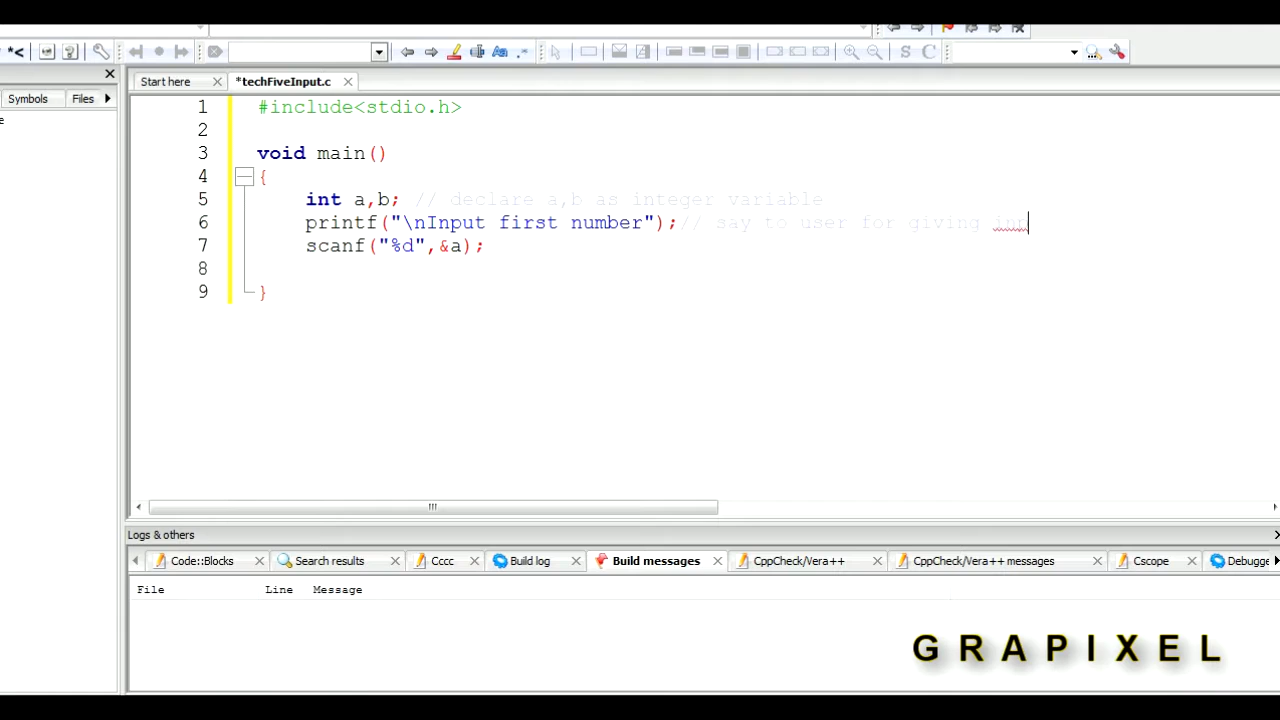 Start here
*techFiveInput.c
Symbols
Files
1 #include<stdio.h>
2
3 void main()
4 {
5 int a,b; // declare a,b as integer variable
6 printf("\nInput first number");// say to user for giving inp
7 scanf("%d",&a);
8
9 }
Logs & others
Code::Blocks
Search results
Cccc
Build log
Build messages
CppCheck/Vera++
CppCheck/Vera++ messages
Cscope
Debugge
File Line Message
GRAPIXEL